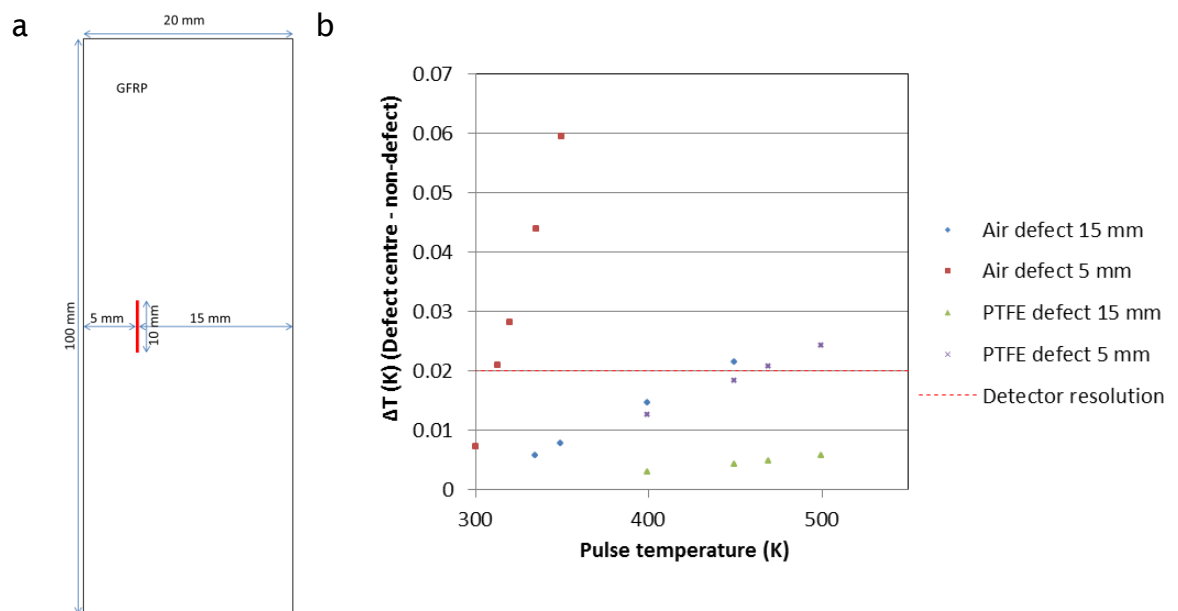 a
20 mm
GFRP
5 mm
10 mm
15 mm
100 mm
b
0.07
0.06
0.05
0.04
0.03
0.02
0.01
0
ΔT (K) (Defect centre - non-defect)
300
400
500
Pulse temperature (K)
Air defect 15 mm
Air defect 5 mm
PTFE defect 15 mm
PTFE defect 5 mm
Detector resolution